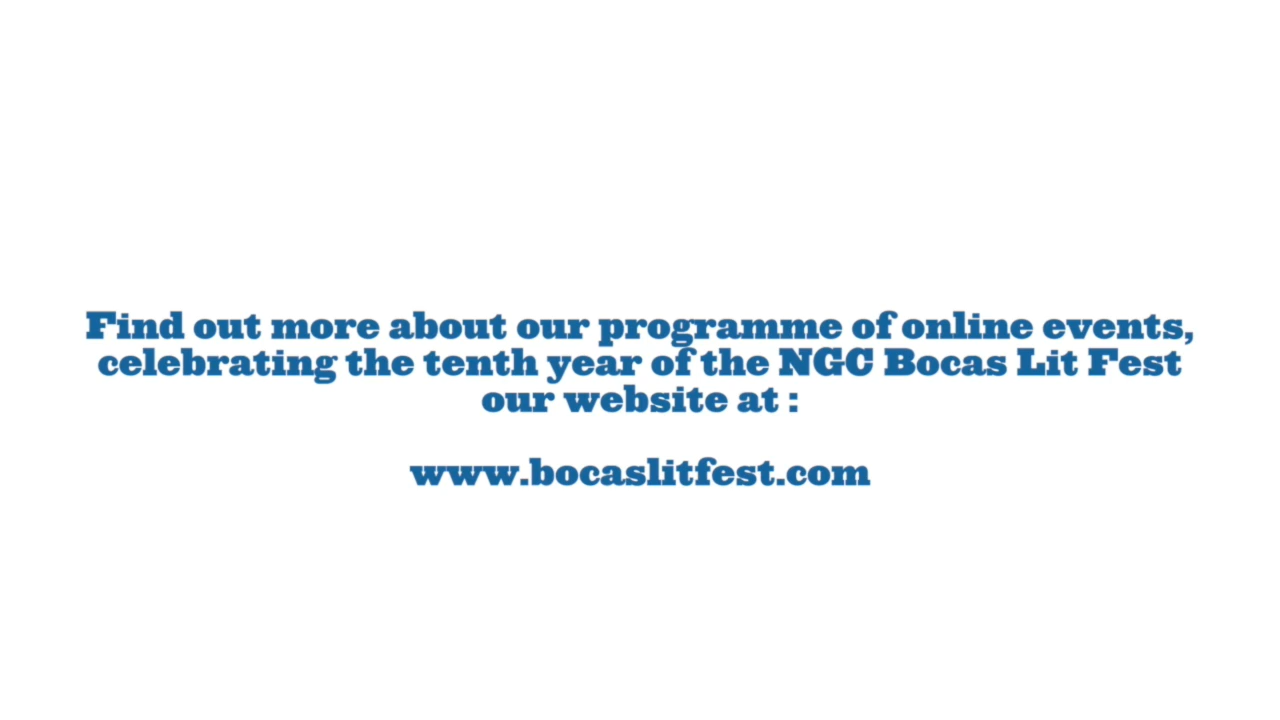 Find out more about our programme of online events,
celebrating the tenth year of the NGC Bocas Lit Fest
our website at :
www.bocaslitfest.com